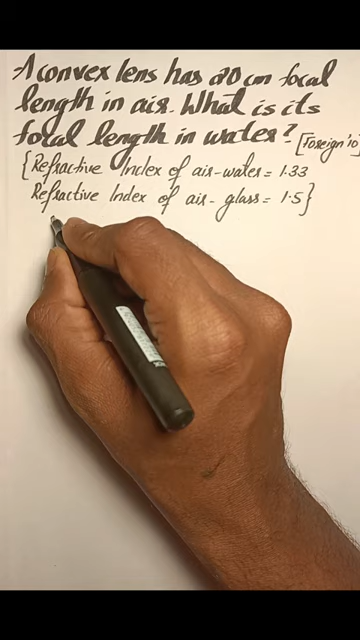 A convex lens has 20 cm focal
length in air. What is its
focal length in water? [Foreign'10]
{Refractive Index of air-water = 1.33
Refractive Index of air-glass = 1.5}